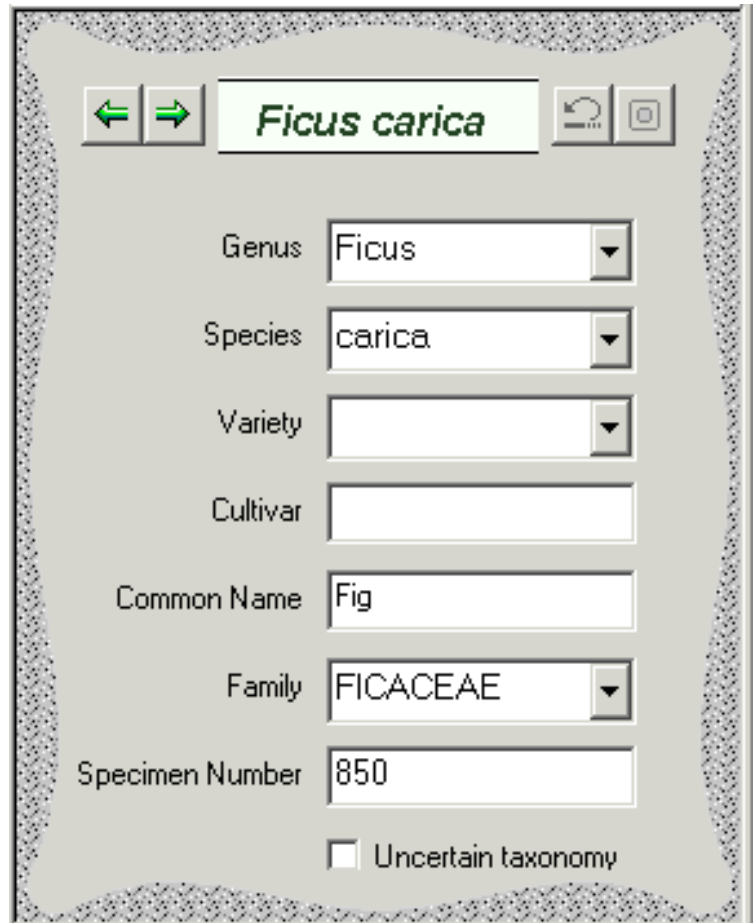 Ficus carica
Genus Ficus
Species carica
Variety
Cultivar
Common Name Fig
Family FICACEAE
Specimen Number 850
Uncertain taxonomy